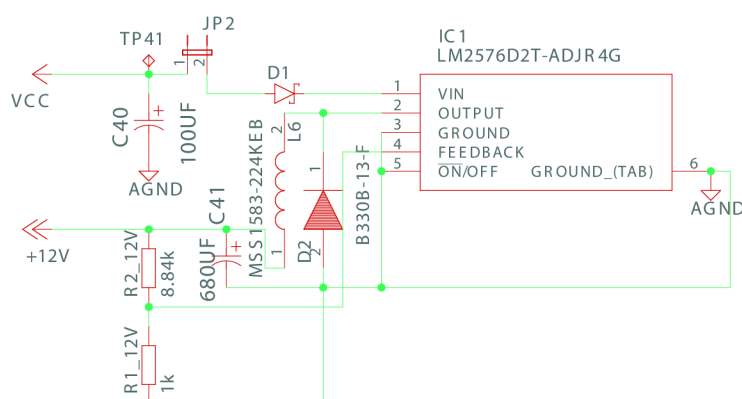 JP2
TP41
1
2
VCC
C40
100UF
AGND
D1
IC1
LM2576D2T-ADJR4G
1
VIN
2
OUTPUT
3
GROUND
4
FEEDBACK
5
ON/OFF
GROUND_(TAB)
6
AGND
2
L6
1
MSS1583-224KEB
1
D2
2
B330B-13-F
C41
680UF
+12V
R2_12V
8.84k
R1_12V
1k